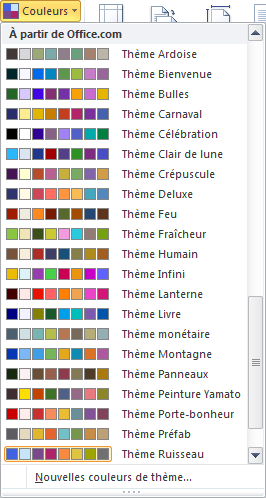 Couleurs
À partir de Office.com
Thème Ardoise
Thème Bienvenue
Thème Bulles
Thème Carnaval
Thème Célébration
Thème Clair de lune
Thème Crépuscule
Thème Deluxe
Thème Feu
Thème Fraîcheur
Thème Humain
Thème Infini
Thème Lanterne
Thème Livre
Thème monétaire
Thème Montagne
Thème Panneaux
Thème Peinture Yamato
Thème Porte-bonheur
Thème Préfab
Thème Ruisseau
Nouvelles couleurs de thème...